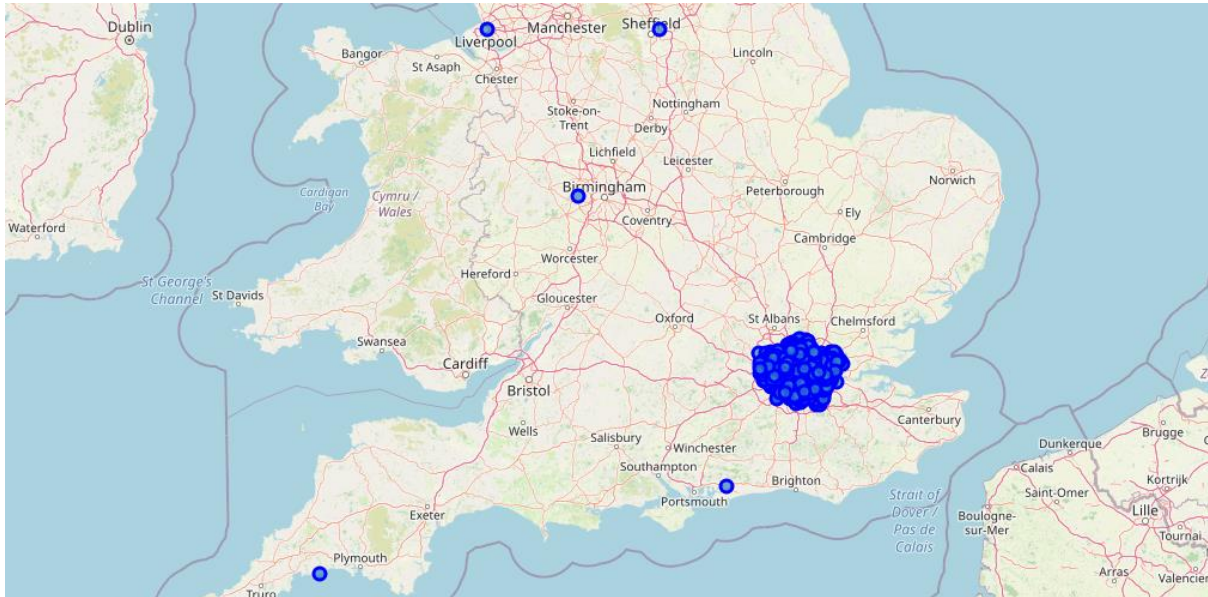 Dublin
Manchester
Sheffield
Liverpool
Bangor
St Asaph
Chester
Lincoln
Stoke-on-
Trent
Nottingham
Derby
Lichfield
Leicester
Norwich
Birmingham
Peterborough
Cardigan
Bay
Cymru /
Wales
Coventry
Ely
Waterford
Cambridge
Worcester
Hereford
St George's
Channel
St Davids
Gloucester
Oxford
St Albans
Chelmsford
Swansea
Cardiff
Bristol
Canterbury
Wells
Salisbury
Winchester
Dunkerque
Brugge
Southampton
Calais
Brighton
Kortrijk
Portsmouth
Strait of
Dover /
Pas de
Calais
Saint-Omer
Exeter
Boulogne-
sur-Mer
Lille
Tournai
Plymouth
Arras
Valencien
Truro